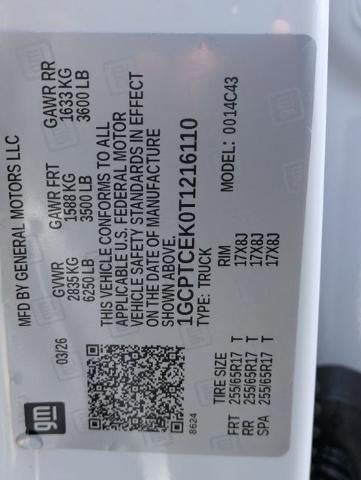 MFD BY GENERAL MOTORS LLC
03/26
GVWR GAWR FRT GAWR RR
2835 KG 1588 KG 1633 KG
6250 LB 3500 LB 3600 LB
THIS VEHICLE CONFORMS TO ALL
APPLICABLE U.S. FEDERAL MOTOR
VEHICLE SAFETY STANDARDS IN EFFECT
ON THE DATE OF MANUFACTURE
SHOWN ABOVE.
1GCPTCEK0T1216110
TYPE: TRUCK MODEL: 0014C43
gm
8624
TIRE SIZE RIM
FRT 255/65R17 T 17X8J
RR 255/65R17 T 17X8J
SPA 255/65R17 T 17X8J